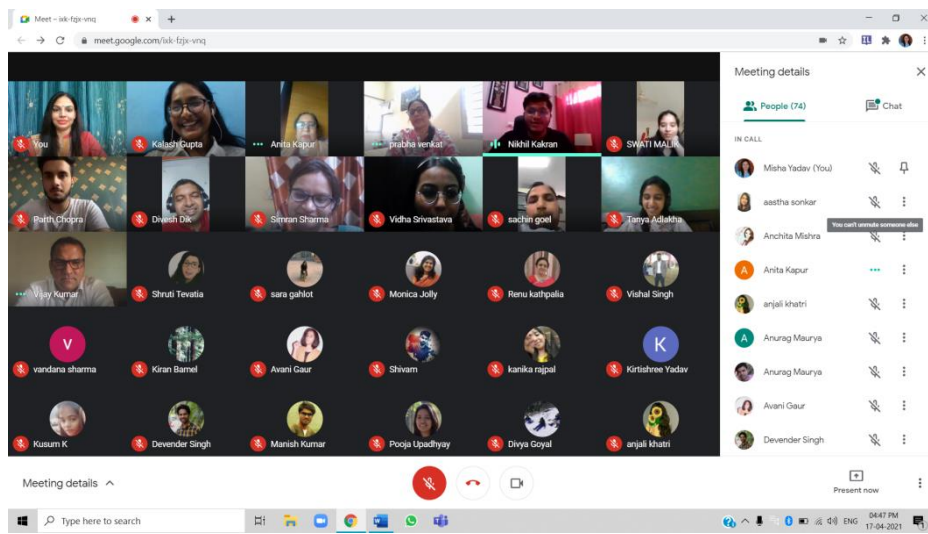 Meet – ixk-fzjx-vnq
meet.google.com/ixk-fzjx-vnq
You
Kalash Gupta
Anita Kapur
prabha venkat
Nikhil Kakran
SWATI MALIK
Parth Chopra
Divesh Dik
Simran Sharma
Vidha Srivastava
sachin goel
Tanya Adlakha
Vijay Kumar
Shruti Tevatia
sara gahlot
Monica Jolly
Renu kathpalia
Vishal Singh
V
vandana sharma
Kiran Bamel
Avani Gaur
Shivam
kanika rajpal
K
Kirtishree Yadav
Kusum K
Devender Singh
Manish Kumar
Pooja Upadhyay
Divya Goyal
anjali khatri
Meeting details
People (74)
Chat
IN CALL
Misha Yadav (You)
aastha sonkar
You can't unmute someone else
Anchita Mishra
A
Anita Kapur
anjali khatri
A
Anurag Maurya
Anurag Maurya
Avani Gaur
Devender Singh
Meeting details
Present now
Type here to search
ENG
04:47 PM
17-04-2021